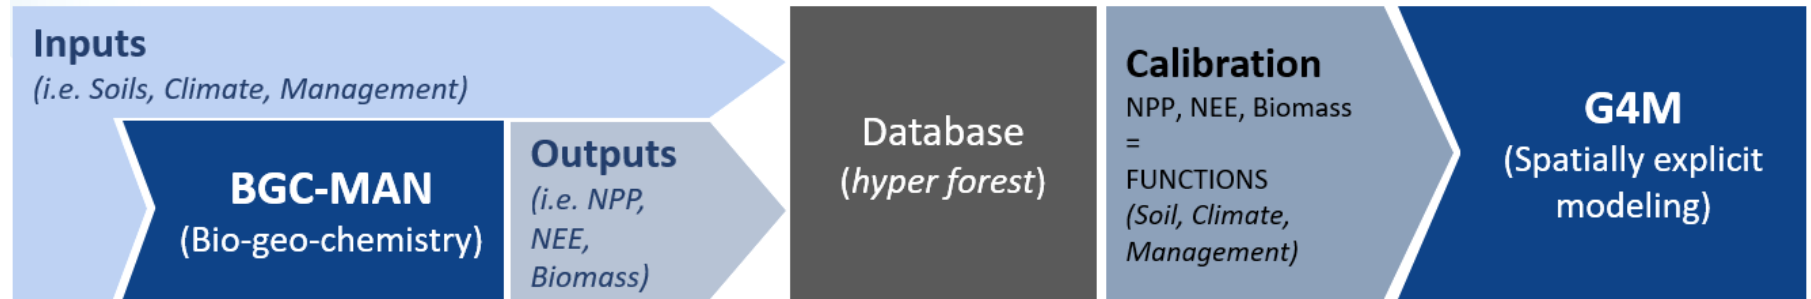 Inputs
(i.e. Soils, Climate, Management)
BGC-MAN
(Bio-geo-chemistry)
Outputs
(i.e. NPP,
NEE,
Biomass)
Database
(hyper forest)
Calibration
NPP, NEE, Biomass
=
FUNCTIONS
(Soil, Climate,
Management)
G4M
(Spatially explicit
modeling)